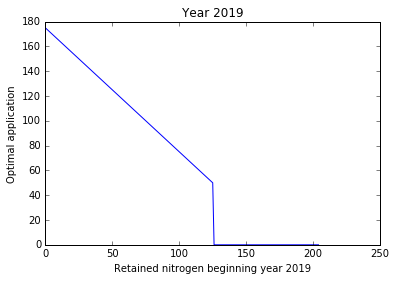 Year 2019
180
160
140
120
100
80
60
40
20
0
Optimal application
0 50 100 150 200 250
Retained nitrogen beginning year 2019